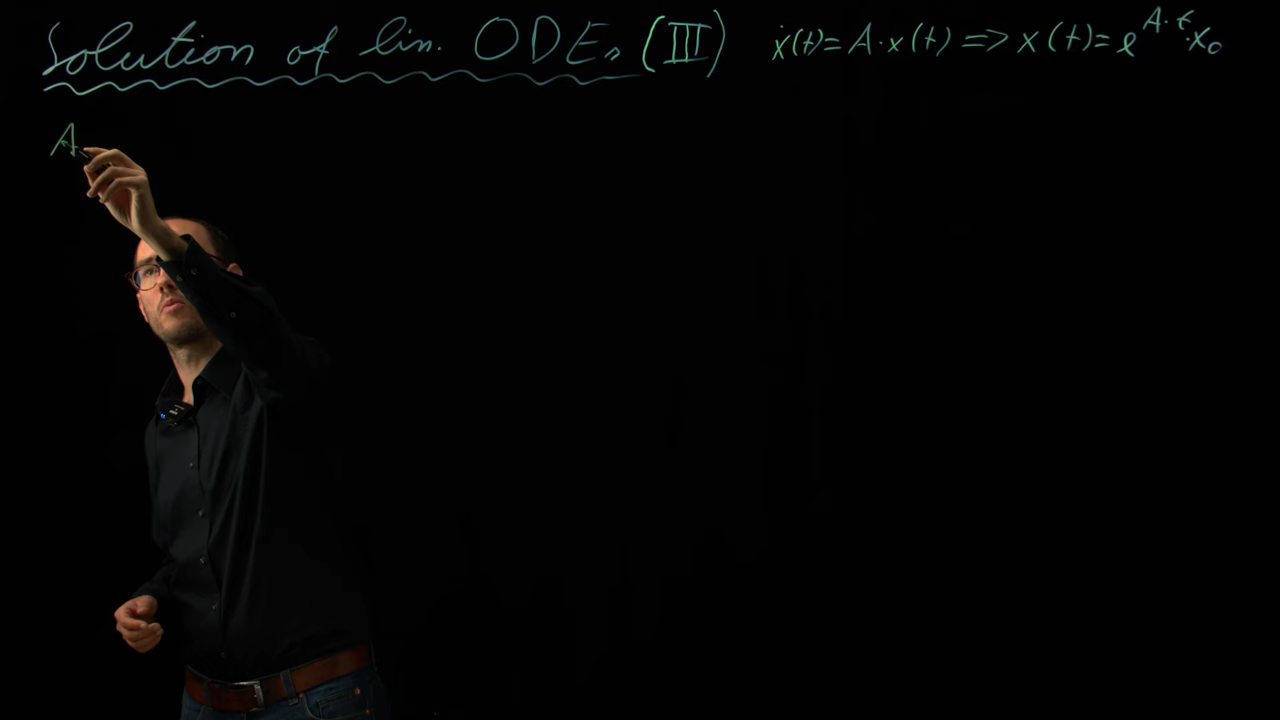 Solution of lin. ODEs (III) ẋ(t)=A·x(t) => x(t)=e^{A·t}·x₀
A